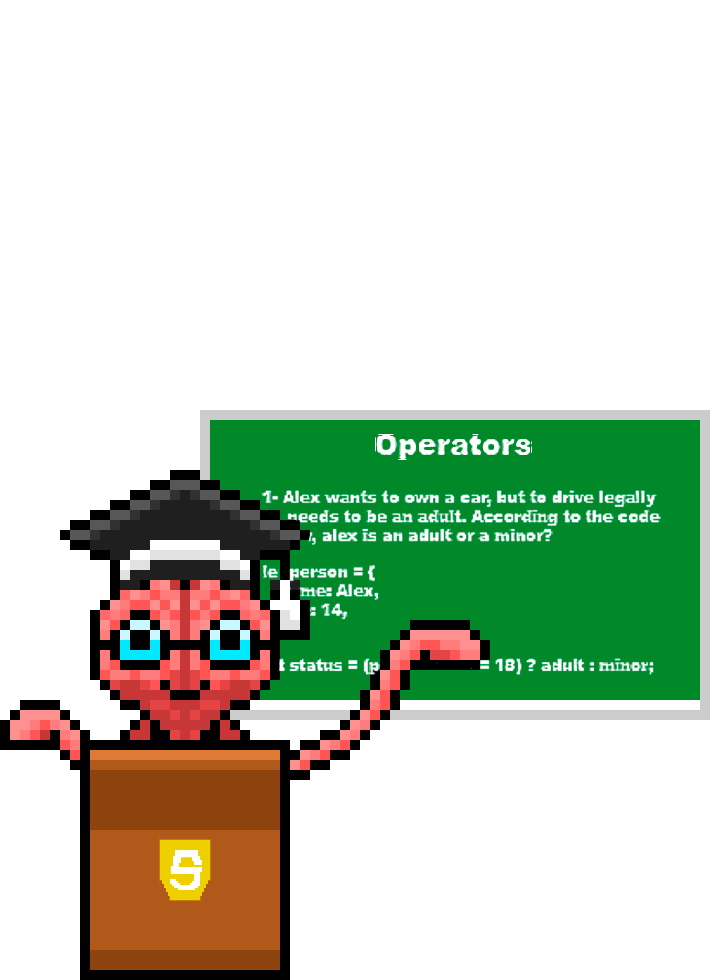 Operators
1- Alex wants to own a car, but to drive legally
needs to be an adult. According to the code
, alex is an adult or a minor?
person = {
me: Alex,
: 14,
t status = (p = 18) ? adult : minor;
S